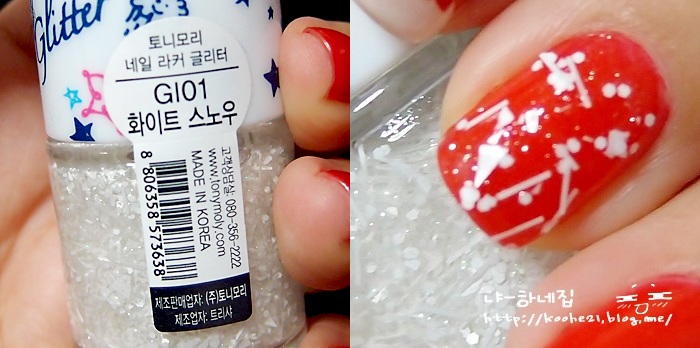 Glitter
토니모리
네일 라커 글리터
GI01
화이트 스노우
고객상담실: 080-356-2222
www.tonymoly.com
MADE IN KOREA
8 806358 573638
제조판매업자: (주)토니모리
제조업자: 트리샤
냐-하네집
http://koohe21.blog.me/